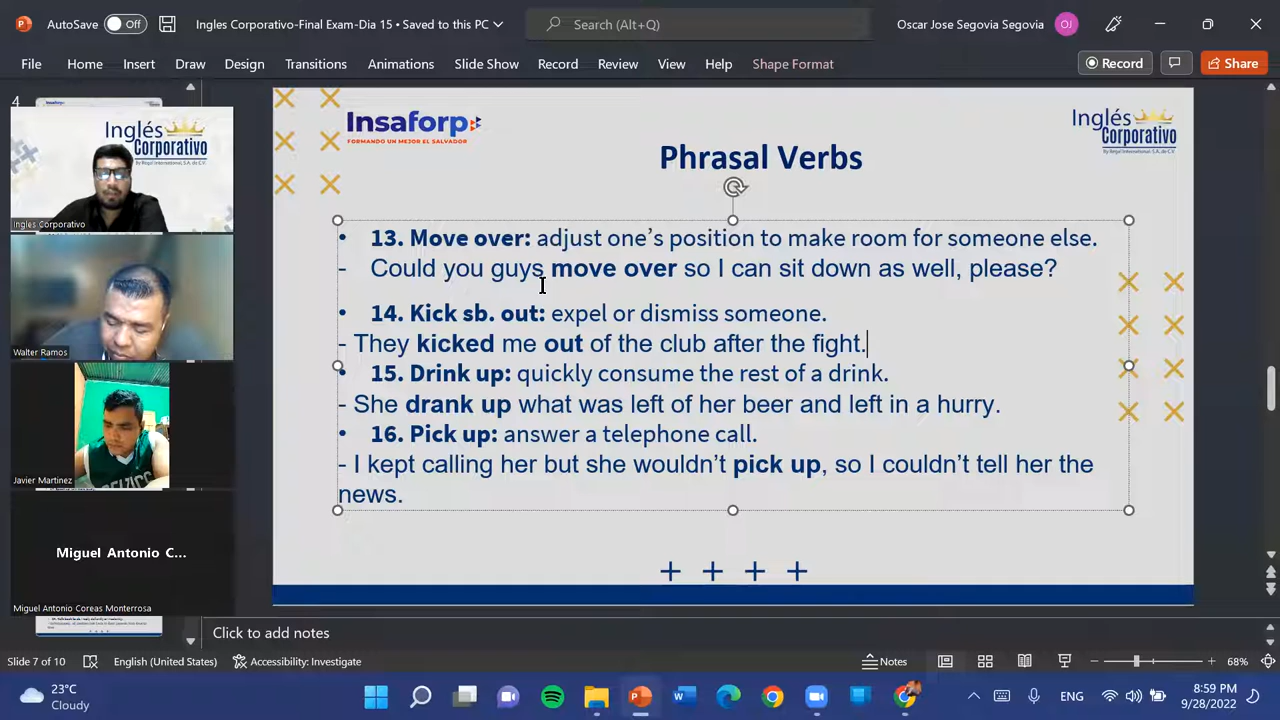 AutoSave
Off
Ingles Corporativo-Final Exam-Dia 15 • Saved to this PC
Search (Alt+Q)
Oscar Jose Segovia Segovia
OJ
File
Home
Insert
Draw
Design
Transitions
Animations
Slide Show
Record
Review
View
Help
Shape Format
Record
Share
4
Inglés
Corporativo
Ingles Corporativo
Walter Ramos
Javier Martinez
Miguel Antonio C...
Miguel Antonio Coreas Monterrosa
Insaforp
FORMANDO UN MEJOR EL SALVADOR
Inglés
Corporativo
By Regal International, S.A. de C.V.
Phrasal Verbs
• 13. Move over: adjust one’s position to make room for someone else.
- Could you guys move over so I can sit down as well, please?
• 14. Kick sb. out: expel or dismiss someone.
- They kicked me out of the club after the fight.
• 15. Drink up: quickly consume the rest of a drink.
- She drank up what was left of her beer and left in a hurry.
• 16. Pick up: answer a telephone call.
- I kept calling her but she wouldn’t pick up, so I couldn’t tell her the
news.
Click to add notes
Slide 7 of 10
English (United States)
Accessibility: Investigate
Notes
68%
23°C
Cloudy
ENG
8:59 PM
9/28/2022